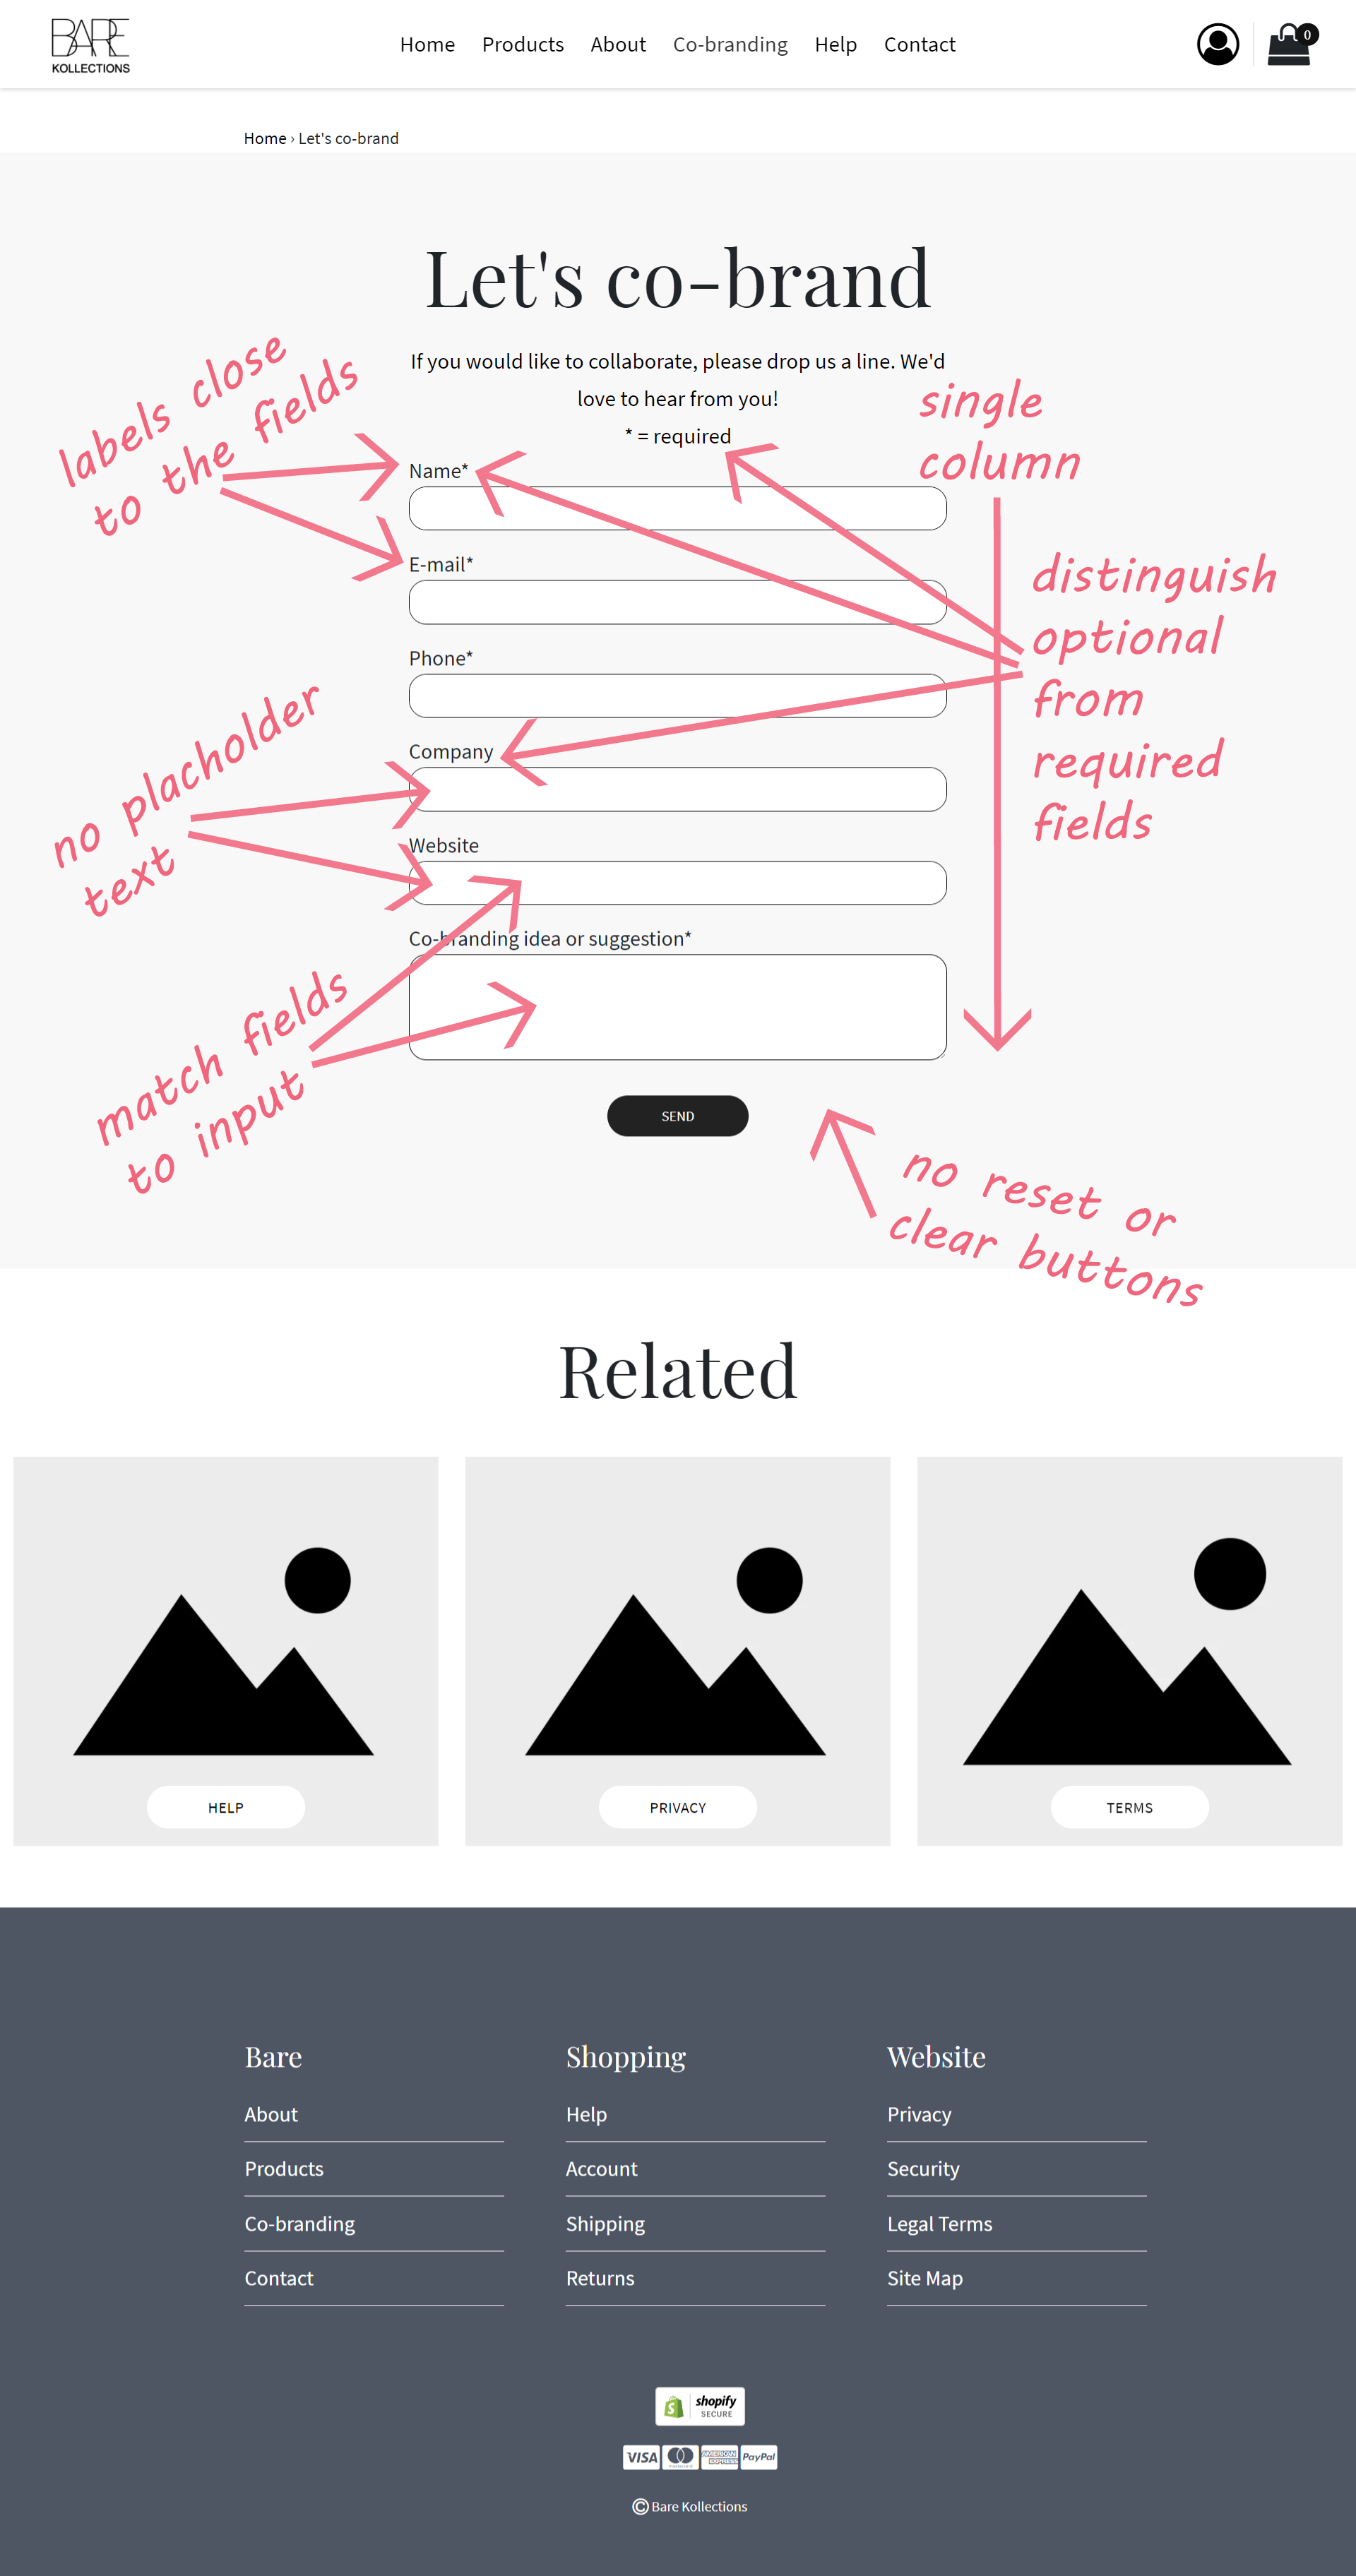 BARE
KOLLECTIONS
Home Products About Co-branding Help Contact
0
Home › Let's co-brand
Let's co-brand
If you would like to collaborate, please drop us a line. We'd
love to hear from you!
* = required
labels close
to the fields
single
column
Name*
E-mail*
distinguish
optional
from
required
fields
Phone*
Company
no placholder
text
Website
Co-branding idea or suggestion*
match fields
to input
SEND
no reset or
clear buttons
Related
HELP
PRIVACY
TERMS
Bare
About
Products
Co-branding
Contact
Shopping
Help
Account
Shipping
Returns
Website
Privacy
Security
Legal Terms
Site Map
shopify
SECURE
VISA
mastercard
AMERICAN
EXPRESS
PayPal
© Bare Kollections